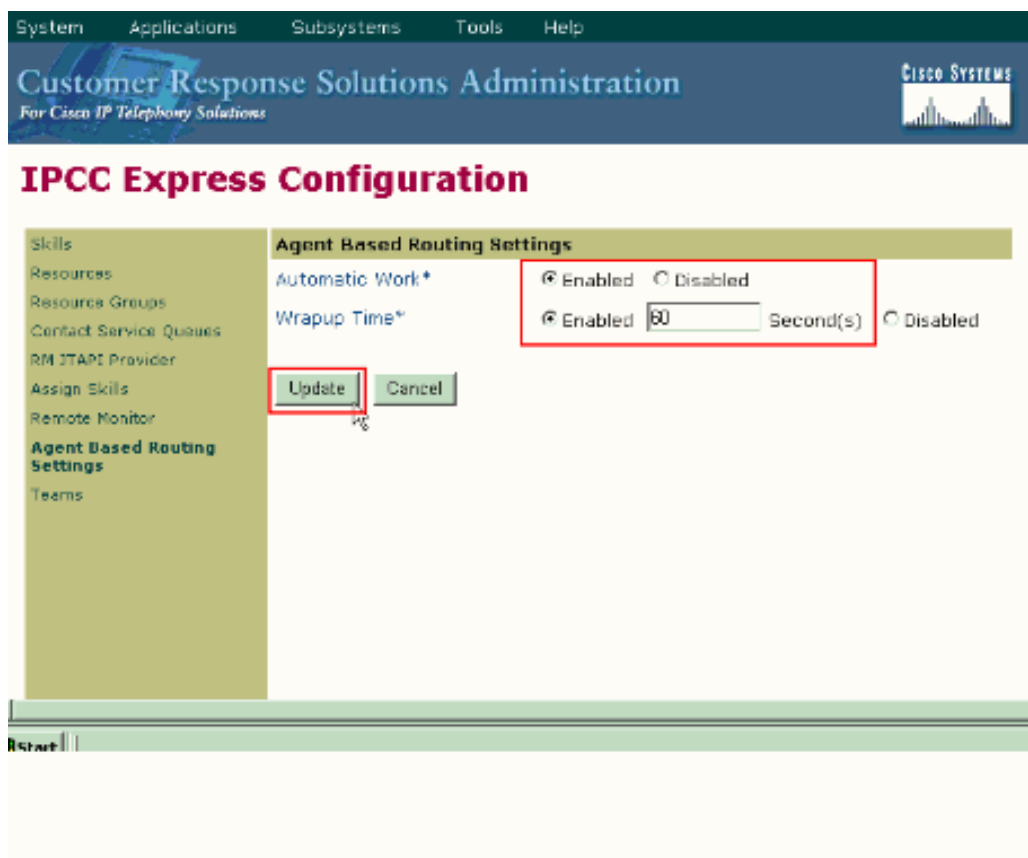 System Applications Subsystems Tools Help
Customer Response Solutions Administration
For Cisco IP Telephony Solutions
CISCO SYSTEMS
IPCC Express Configuration
Skills
Resources
Resource Groups
Contact Service Queues
RM JTAPI Provider
Assign Skills
Remote Monitor
Agent Based Routing
Settings
Teams
Agent Based Routing Settings
Automatic Work* Enabled Disabled
Wrapup Time* Enabled 60 Second(s) Disabled
Update Cancel
Start